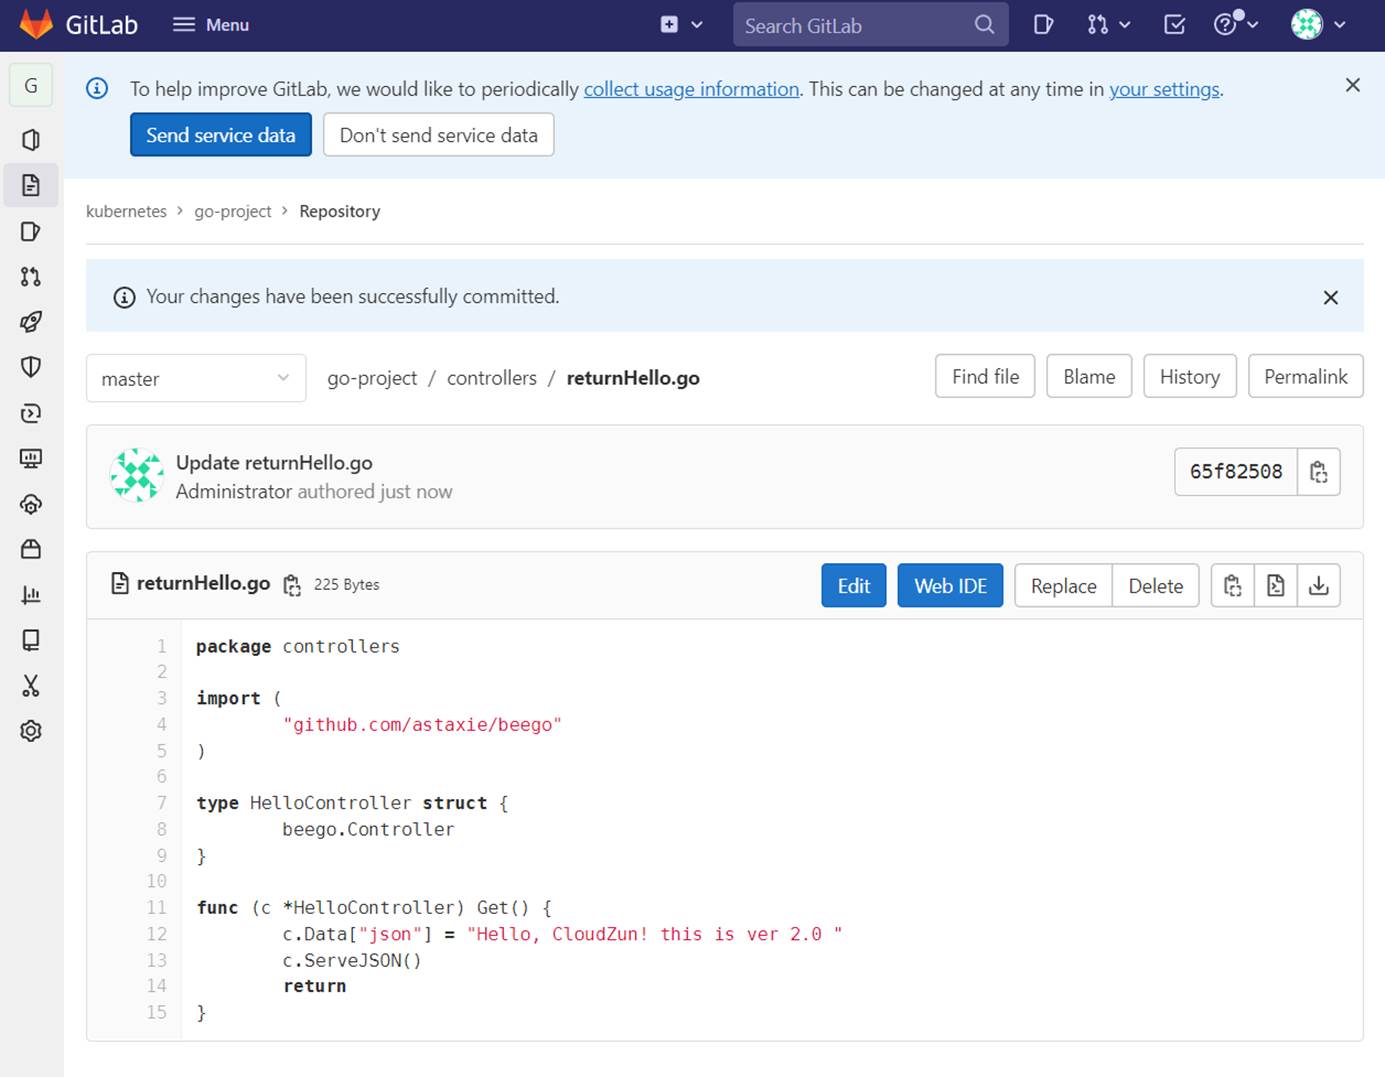 GitLab Menu Search GitLab
G
To help improve GitLab, we would like to periodically collect usage information. This can be changed at any time in your settings.
Send service data Don't send service data
kubernetes > go-project > Repository
Your changes have been successfully committed.
master go-project / controllers / returnHello.go Find file Blame History Permalink
Update returnHello.go
Administrator authored just now
65f82508
returnHello.go 225 Bytes Edit Web IDE Replace Delete
1 package controllers
2
3 import (
4 "github.com/astaxie/beego"
5 )
6
7 type HelloController struct {
8 beego.Controller
9 }
10
11 func (c *HelloController) Get() {
12 c.Data["json"] = "Hello, CloudZun! this is ver 2.0 "
13 c.ServeJSON()
14 return
15 }